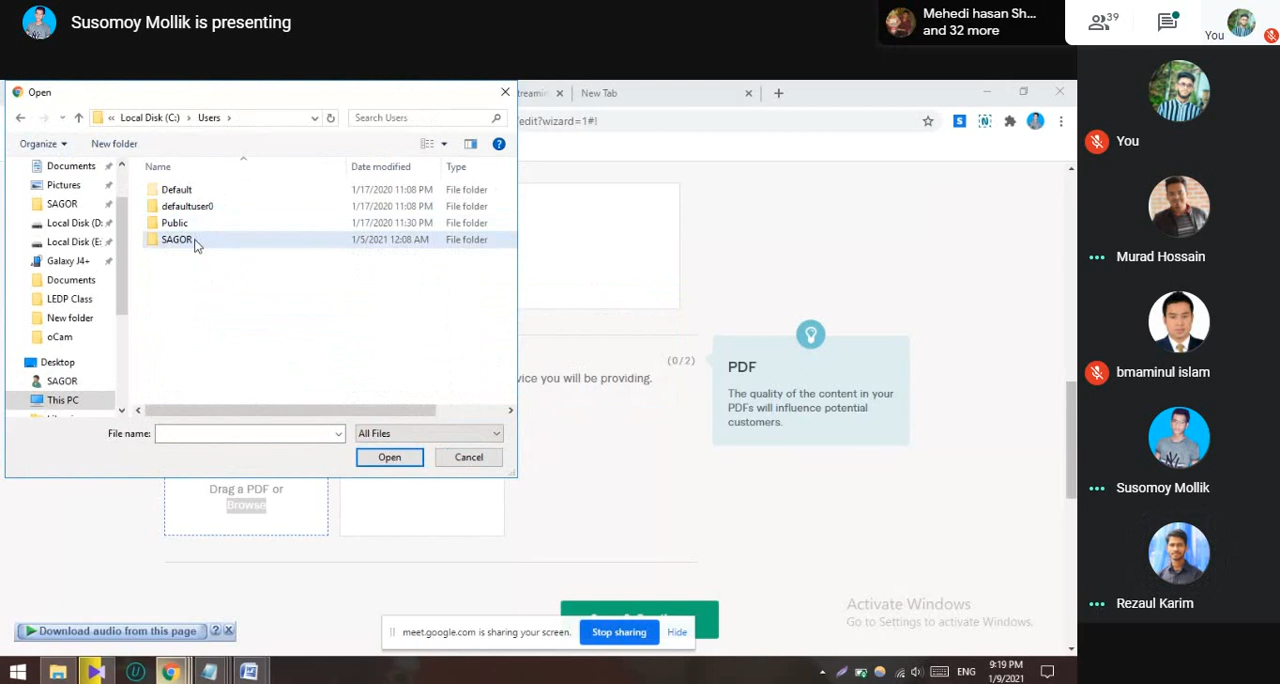 Susomoy Mollik is presenting
Mehedi hasan Sh...
and 32 more
39
You
Open
New Tab
« Local Disk (C:) › Users ›
Search Users
edit?wizard=1#!
Organize
New folder
Name
Date modified
Type
Documents
Pictures
SAGOR
Local Disk (D:
Local Disk (E:
Galaxy J4+
Documents
LEDP Class
New folder
oCam
Desktop
SAGOR
This PC
Default 1/17/2020 11:08 PM File folder
defaultuser0 1/17/2020 11:08 PM File folder
Public 1/17/2020 11:30 PM File folder
SAGOR 1/5/2021 12:08 AM File folder
File name:
All Files
Open
Cancel
(0/2)
vice you will be providing.
PDF
The quality of the content in your
PDFs will influence potential
customers.
Drag a PDF or
Browse
Activate Windows
Go to Settings to activate Windows.
Download audio from this page
meet.google.com is sharing your screen.
Stop sharing
Hide
ENG
9:19 PM
1/9/2021
You
Murad Hossain
bmaminul islam
Susomoy Mollik
Rezaul Karim